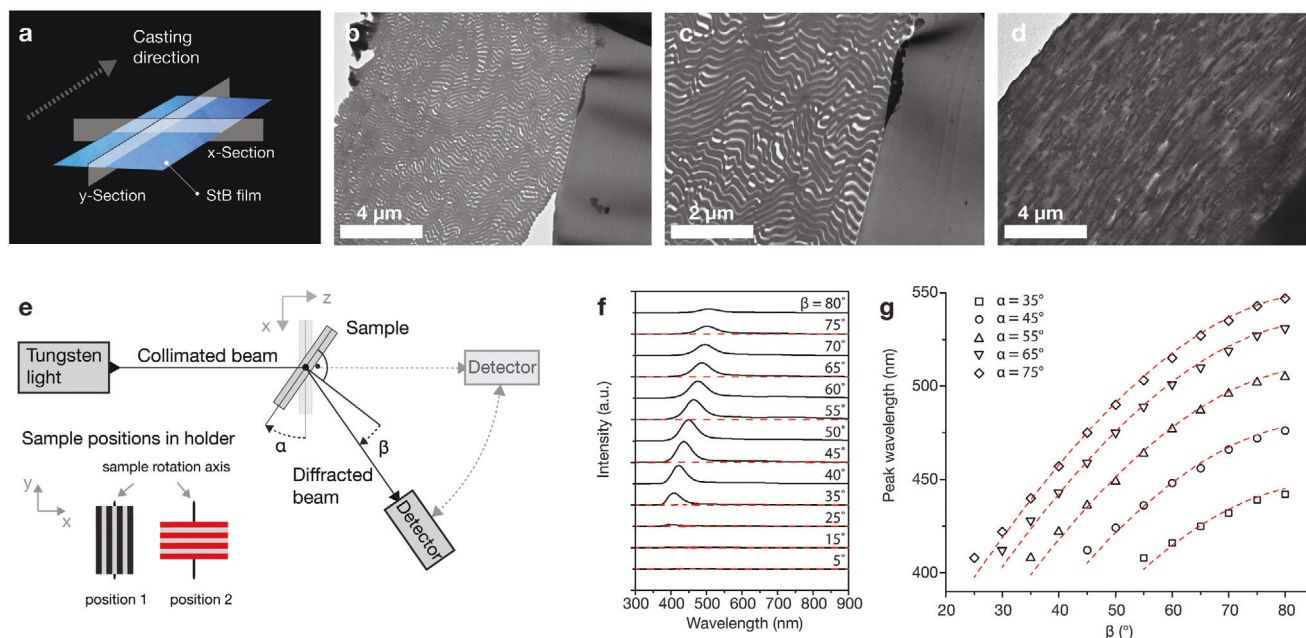 a
Casting
direction
x-Section
y-Section
StB film
b
4 μm
c
2 μm
d
4 μm
e
z
x
Sample
Tungsten
light
Collimated beam
Detector
α
β
Diffracted
beam
Detector
Sample positions in holder
sample rotation axis
y
x
position 1
position 2
f
β = 80°
75°
70°
65°
60°
55°
50°
45°
40°
35°
25°
15°
5°
Intensity (a.u.)
300 400 500 600 700 800 900
Wavelength (nm)
g
α = 35°
α = 45°
α = 55°
α = 65°
α = 75°
550
500
450
400
Peak wavelength (nm)
20 30 40 50 60 70 80
β (°)